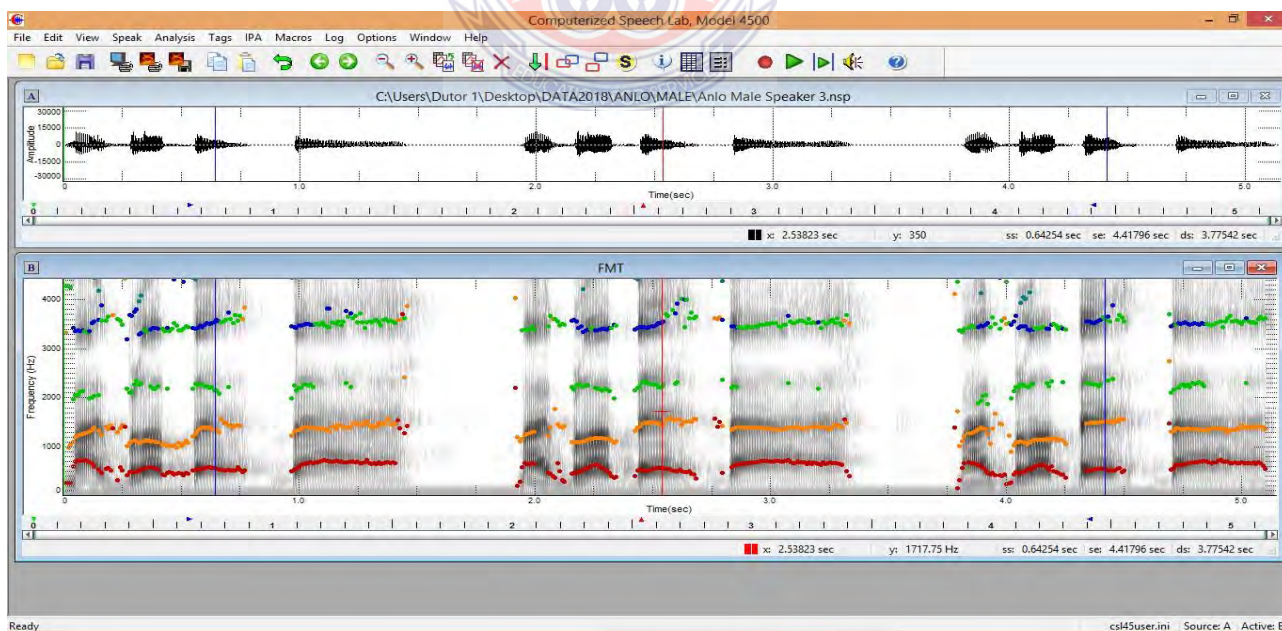 Computerized Speech Lab, Model 4500
File Edit View Speak Analysis Tags IPA Macros Log Options Window Help
EDUCATION SERVICE
A
C:\Users\Dutor 1\Desktop\DATA2018\ANLO\MALE\Anlo Male Speaker 3.nsp
Amplitude
30000
15000
0
-15000
-30000
0 1.0 2.0 3.0 4.0 5.0
Time(sec)
0 1 2 3 4 5
x: 2.53823 sec y: 350 ss: 0.64254 sec se: 4.41796 sec ds: 3.77542 sec
B
FMT
Frequency (Hz)
4000
3000
2000
1000
0
1.0 2.0 3.0 4.0 5.0
Time(sec)
0 1 2 3 4 5
x: 2.53823 sec y: 1717.75 Hz ss: 0.64254 sec se: 4.41796 sec ds: 3.77542 sec
Ready csl45user.ini Source: A Active: